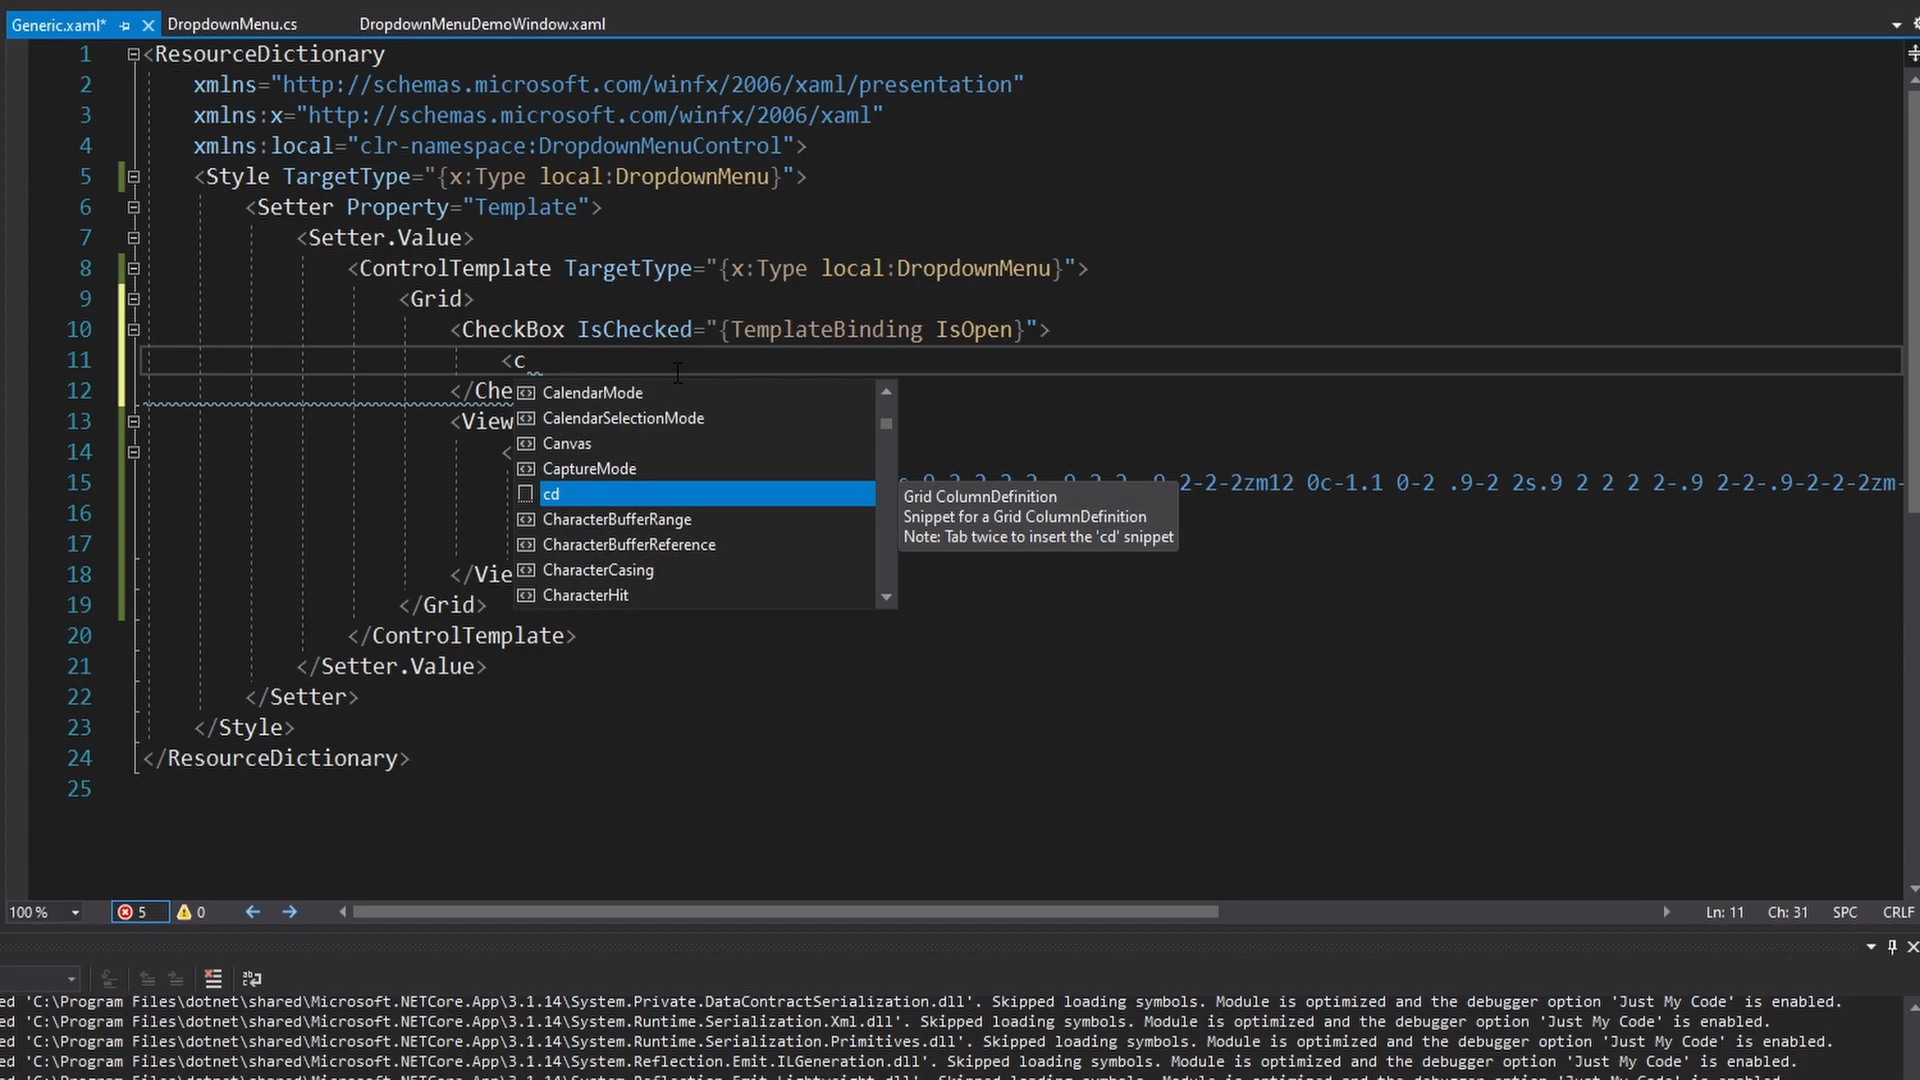 Generic.xaml*
DropdownMenu.cs
DropdownMenuDemoWindow.xaml
1 <ResourceDictionary
2 xmlns="http://schemas.microsoft.com/winfx/2006/xaml/presentation"
3 xmlns:x="http://schemas.microsoft.com/winfx/2006/xaml"
4 xmlns:local="clr-namespace:DropdownMenuControl">
5 <Style TargetType="{x:Type local:DropdownMenu}">
6 <Setter Property="Template">
7 <Setter.Value>
8 <ControlTemplate TargetType="{x:Type local:DropdownMenu}">
9 <Grid>
10 <CheckBox IsChecked="{TemplateBinding IsOpen}">
11 <c
12 </Che
13 <View
14 <
15 2-2-2zm12 0c-1.1 0-2 .9-2 2s.9 2 2 2 2-.9 2-2-.9-2-2-2zm-
16
17
18 </Vie
19 </Grid>
20 </ControlTemplate>
21 </Setter.Value>
22 </Setter>
23 </Style>
24 </ResourceDictionary>
25
CalendarMode
CalendarSelectionMode
Canvas
CaptureMode
cd
CharacterBufferRange
CharacterBufferReference
CharacterCasing
CharacterHit
Grid ColumnDefinition
Snippet for a Grid ColumnDefinition
Note: Tab twice to insert the 'cd' snippet
100 %
5
0
Ln: 11
Ch: 31
SPC
CRLF
ed 'C:\Program Files\dotnet\shared\Microsoft.NETCore.App\3.1.14\System.Private.DataContractSerialization.dll'. Skipped loading symbols. Module is optimized and the debugger option 'Just My Code' is enabled.
ed 'C:\Program Files\dotnet\shared\Microsoft.NETCore.App\3.1.14\System.Runtime.Serialization.Xml.dll'. Skipped loading symbols. Module is optimized and the debugger option 'Just My Code' is enabled.
ed 'C:\Program Files\dotnet\shared\Microsoft.NETCore.App\3.1.14\System.Runtime.Serialization.Primitives.dll'. Skipped loading symbols. Module is optimized and the debugger option 'Just My Code' is enabled.
ed 'C:\Program Files\dotnet\shared\Microsoft.NETCore.App\3.1.14\System.Reflection.Emit.ILGeneration.dll'. Skipped loading symbols. Module is optimized and the debugger option 'Just My Code' is enabled.